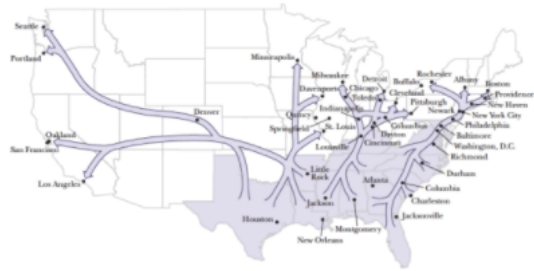 Seattle
Portland
Minneapolis
Milwaukee
Detroit
Buffalo
Rochester
Albany
Boston
Providence
New Haven
New York City
Newark
Philadelphia
Baltimore
Washington, D.C.
Richmond
Davenport
Chicago
Toledo
Cleveland
Pittsburgh
Indianapolis
Quincy
Springfield
St. Louis
Columbus
Dayton
Cincinnati
Louisville
Denver
Oakland
San Francisco
Los Angeles
Little
Rock
Durham
Atlanta
Columbia
Charleston
Jackson
Jacksonville
Houston
Montgomery
New Orleans